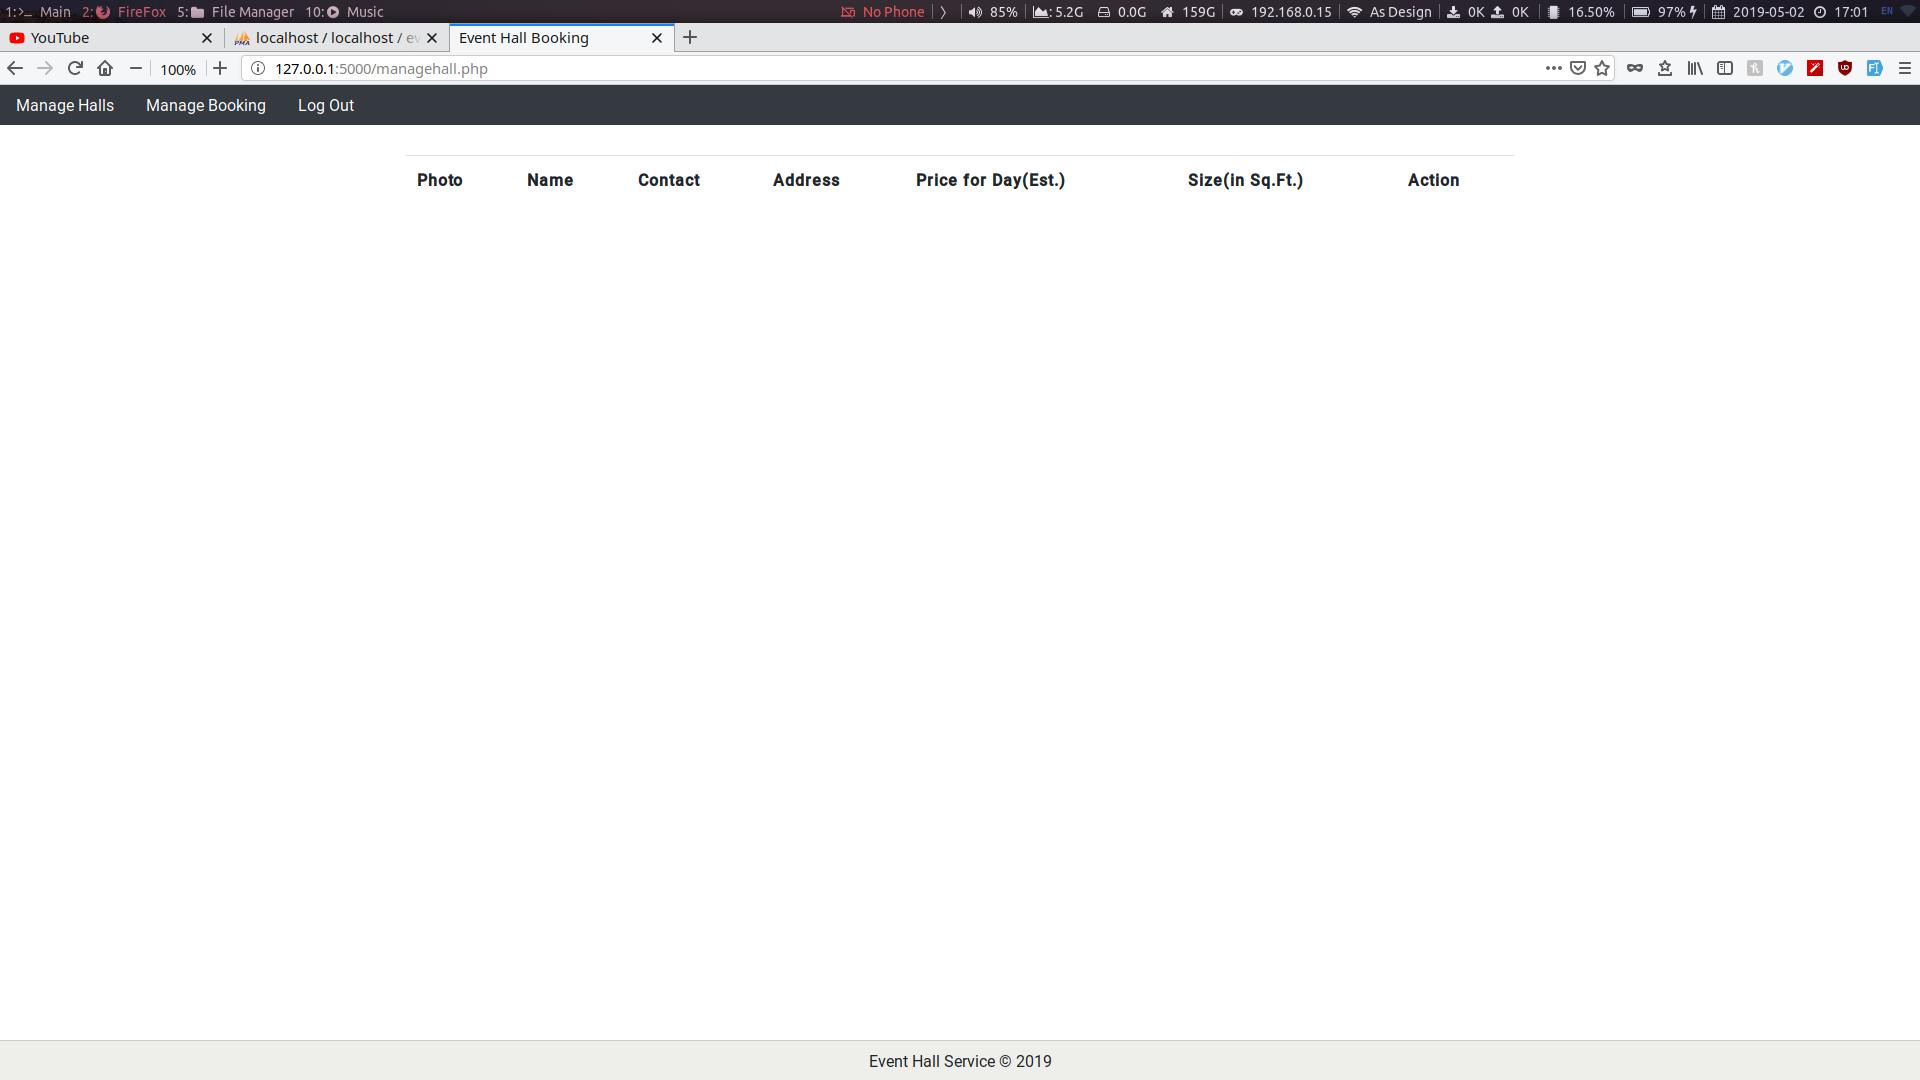 1: Main 2: FireFox 5: File Manager 10: Music No Phone 85% 5.2G 0.0G 159G 192.168.0.15 As Design 0K 0K 16.50% 97% 2019-05-02 17:01 EN
YouTube localhost / localhost / ev Event Hall Booking
100% 127.0.0.1:5000/managehall.php
Manage Halls Manage Booking Log Out
Photo Name Contact Address Price for Day(Est.) Size(in Sq.Ft.) Action
Event Hall Service © 2019